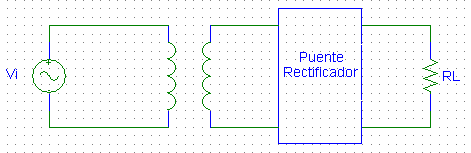 Vi
Puente
Rectificador
RL